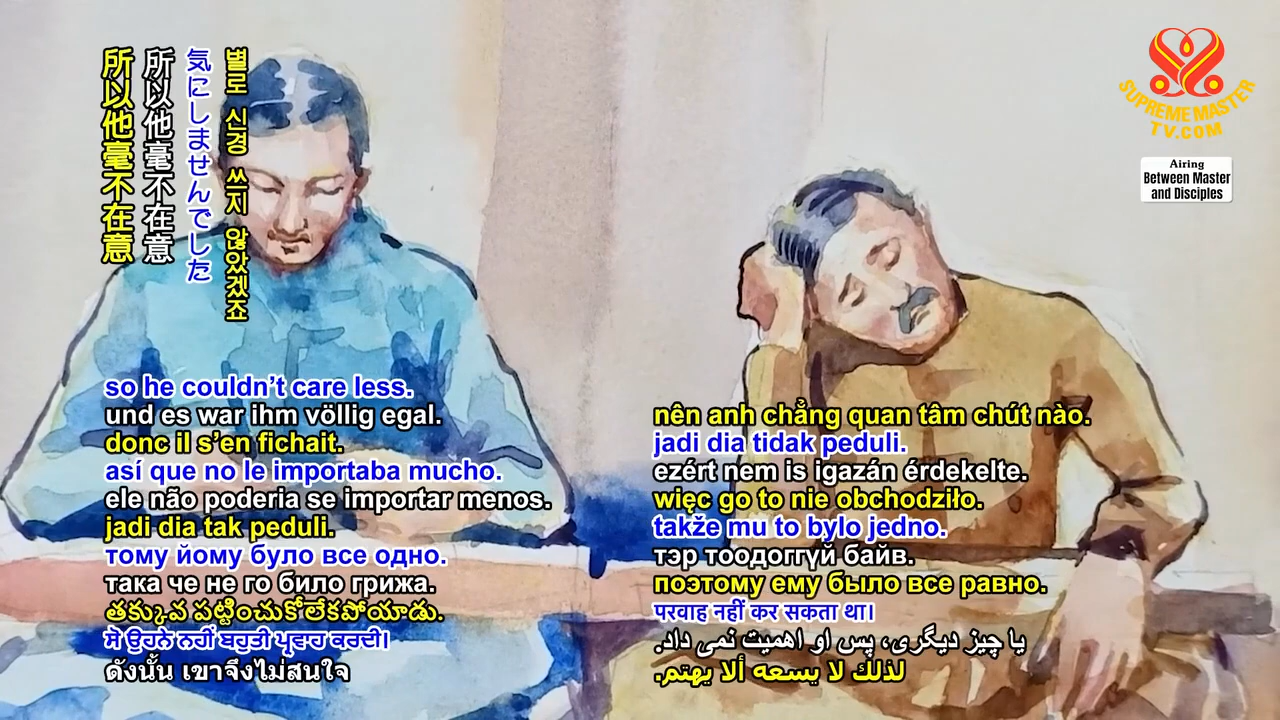 所以他毫不在意
所以他毫不在意
気にしませんでした
별로 신경 쓰지 않았겠죠
SUPREME MASTER
TV.COM
Airing
Between Master
and Disciples
so he couldn’t care less.
und es war ihm völlig egal.
donc il s’en fichait.
así que no le importaba mucho.
ele não poderia se importar menos.
jadi dia tak peduli.
тому йому було все одно.
така че не го било грижа.
తక్కువ పట్టించుకోలేకపోయాడు.
ਸੋ ਉਹਨੇ ਨਹੀਂ ਬਹੁਤੀ ਪ੍ਰਵਾਹ ਕਰਦੀ।
ดังนั้น เขาจึงไม่สนใจ
nên anh chẳng quan tâm chút nào.
jadi dia tidak peduli.
ezért nem is igazán érdekelte.
więc go to nie obchodziło.
takže mu to bylo jedno.
тэр тоодоггүй байв.
поэтому ему было все равно.
परवाह नहीं कर सकता था।
یا چیز دیگری، پس او اهمیت نمی داد.
لذلك لا يسعه ألا يهتم.